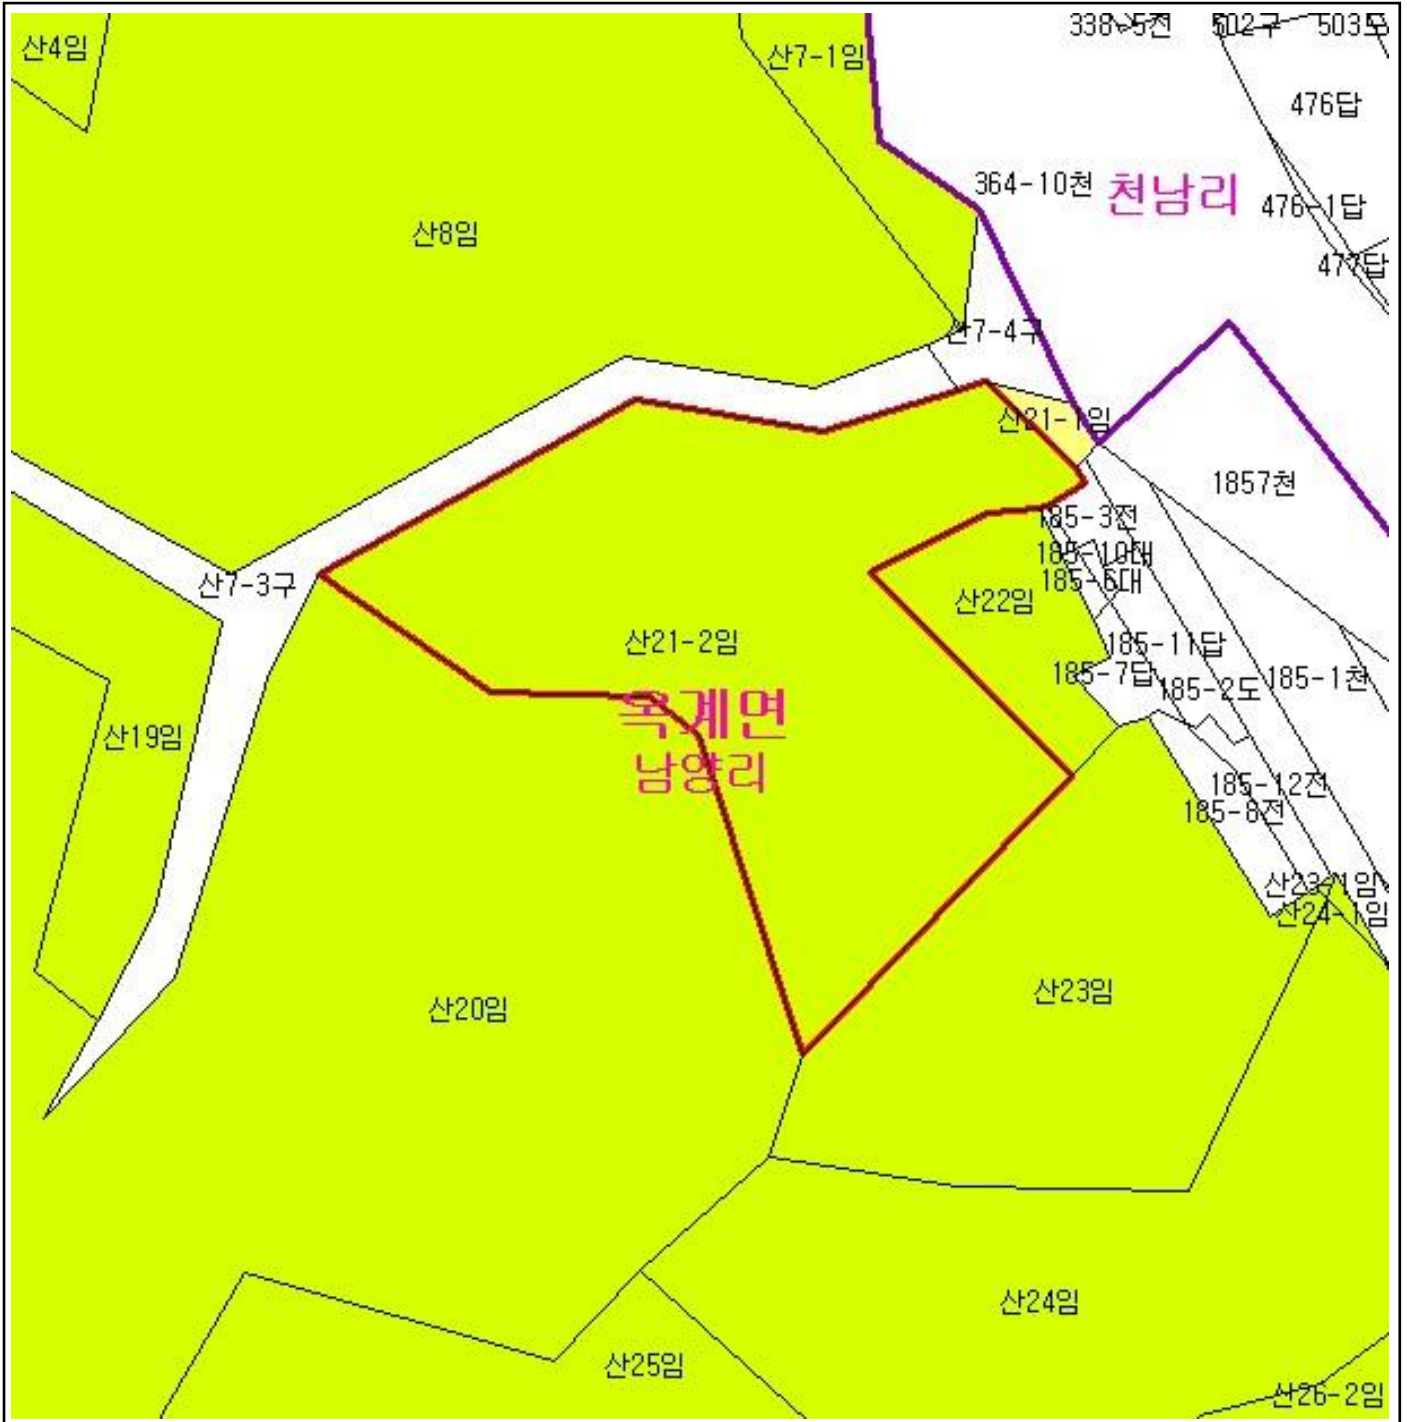 338-5전 502구 503도
산4임
산7-1임
476답
364-10천 천남리 476-1답
산8임
477답
산7-4구
산21-1임
1857천
185-3전
185-10대
185-6대
산7-3구
산22임
산21-2임
185-11답
185-7답
185-1천
185-2도
옥계면
산19임
남양리
185-12전
185-8전
산23-1임
산24-1임
산23임
산20임
산24임
산25임
산26-2임